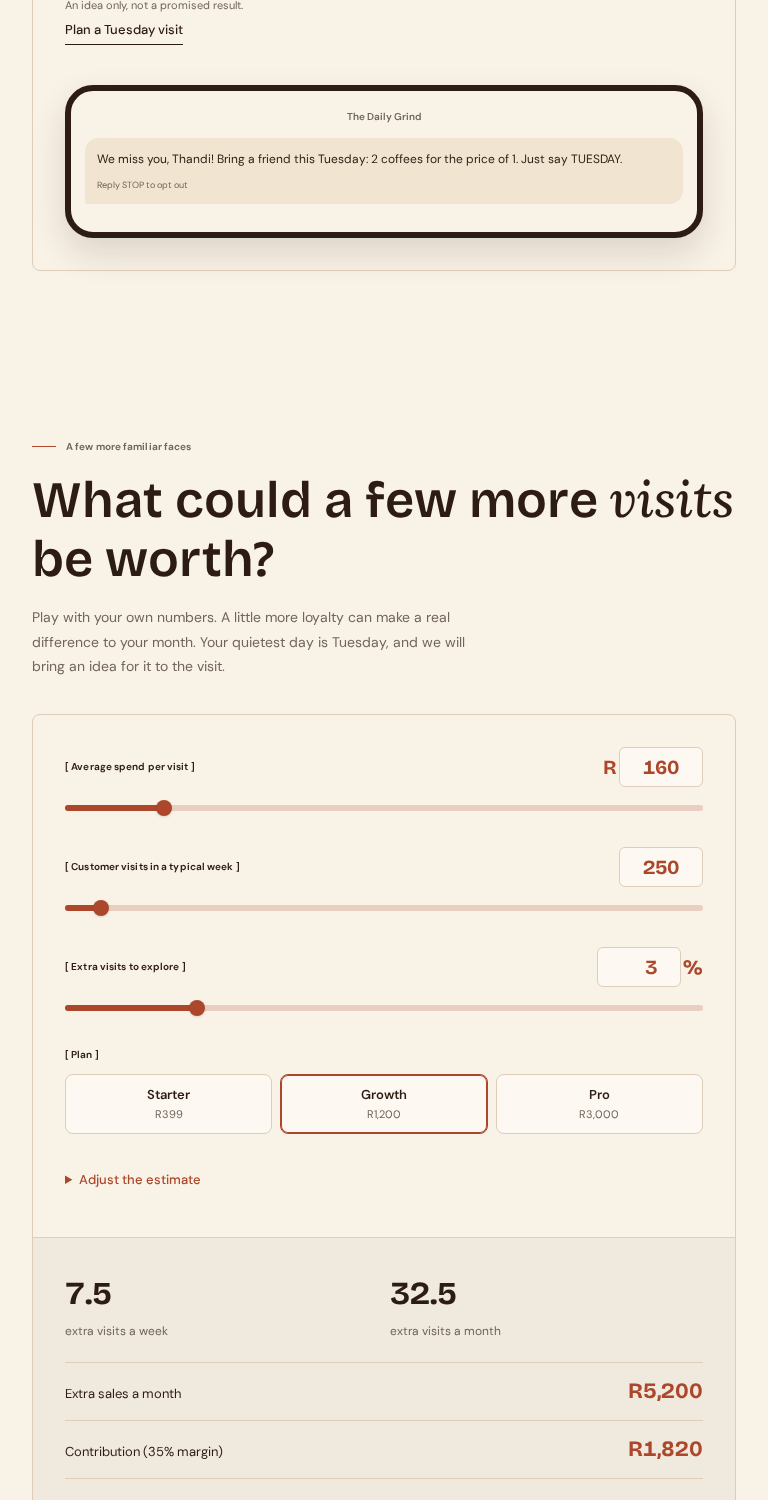 An idea only, not a promised result.
Plan a Tuesday visit
The Daily Grind
We miss you, Thandi! Bring a friend this Tuesday: 2 coffees for the price of 1. Just say TUESDAY.
Reply STOP to opt out
A few more familiar faces
What could a few more visits
be worth?
Play with your own numbers. A little more loyalty can make a real
difference to your month. Your quietest day is Tuesday, and we will
bring an idea for it to the visit.
[ Average spend per visit ] R 160
[ Customer visits in a typical week ] 250
[ Extra visits to explore ] 3 %
[ Plan ]
Starter Growth Pro
R399 R1,200 R3,000
Adjust the estimate
7.5 32.5
extra visits a week extra visits a month
Extra sales a month R5,200
Contribution (35% margin) R1,820